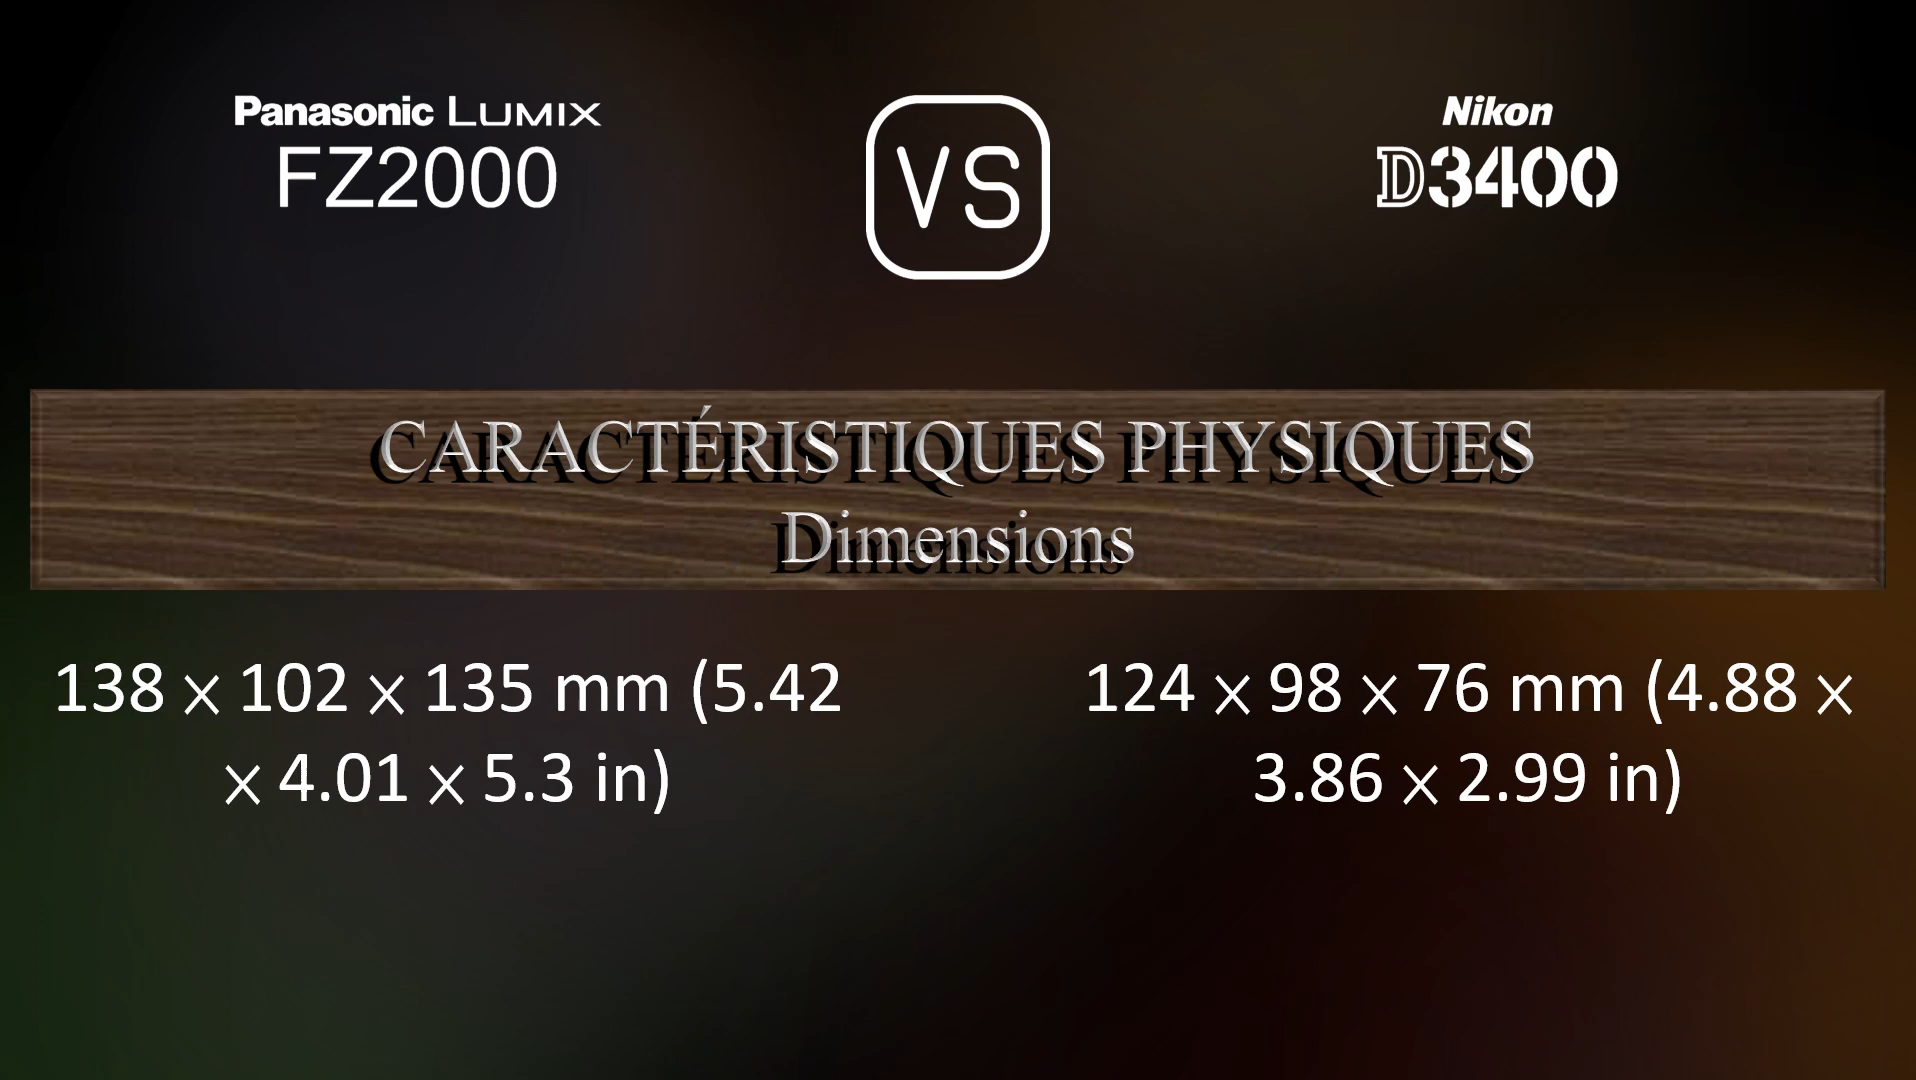 Panasonic LUMIX
FZ2000
VS
Nikon
D3400
CARACTÉRISTIQUES PHYSIQUES
Dimensions
138 x 102 x 135 mm (5.42
x 4.01 x 5.3 in)
124 x 98 x 76 mm (4.88 x
3.86 x 2.99 in)